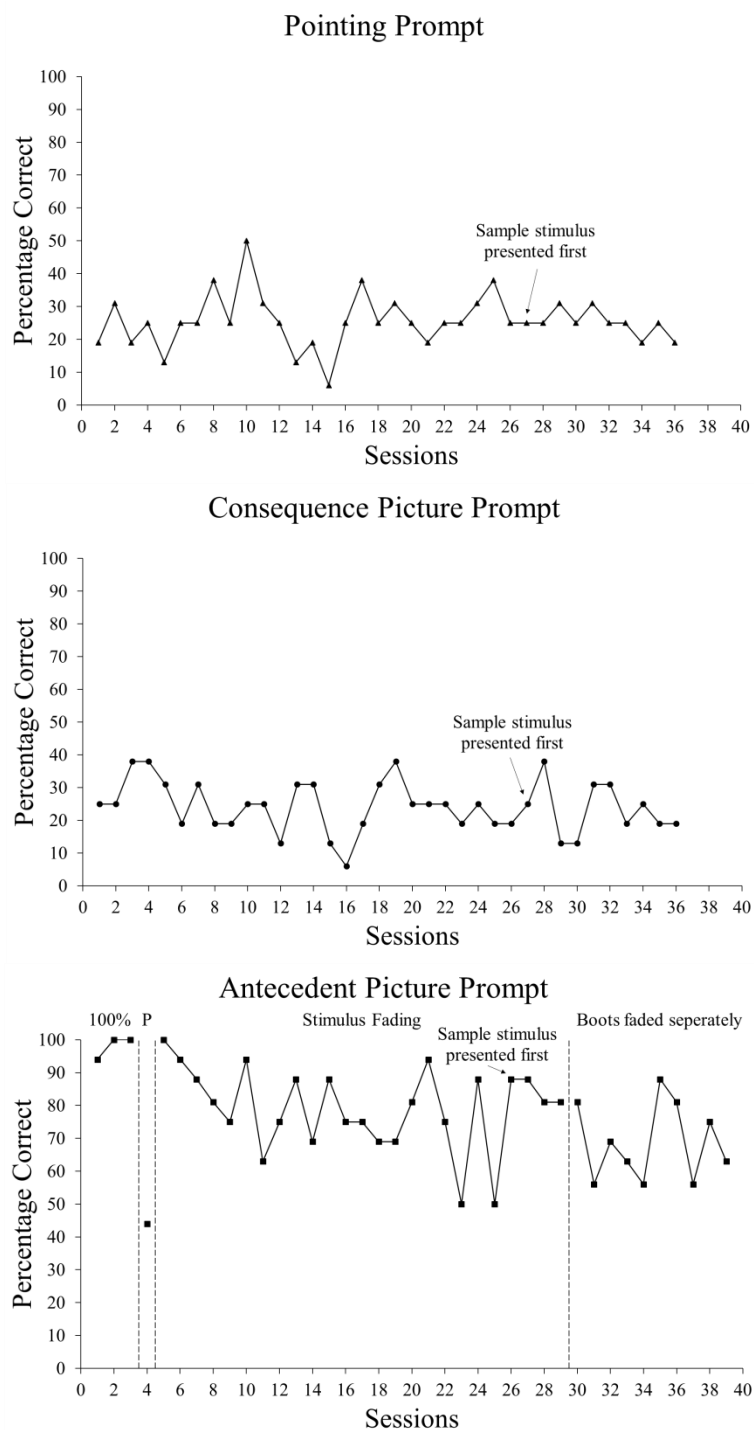 Pointing Prompt
100
90
80
70
60
50
40
30
20
10
0
Percentage Correct
Sample stimulus
presented first
0 2 4 6 8 10 12 14 16 18 20 22 24 26 28 30 32 34 36 38 40
Sessions
Consequence Picture Prompt
100
90
80
70
60
50
40
30
20
10
0
Percentage Correct
Sample stimulus
presented first
0 2 4 6 8 10 12 14 16 18 20 22 24 26 28 30 32 34 36 38 40
Sessions
Antecedent Picture Prompt
100% P Stimulus Fading Boots faded seperately
Sample stimulus
presented first
100
90
80
70
60
50
40
30
20
10
0
Percentage Correct
0 2 4 6 8 10 12 14 16 18 20 22 24 26 28 30 32 34 36 38 40
Sessions